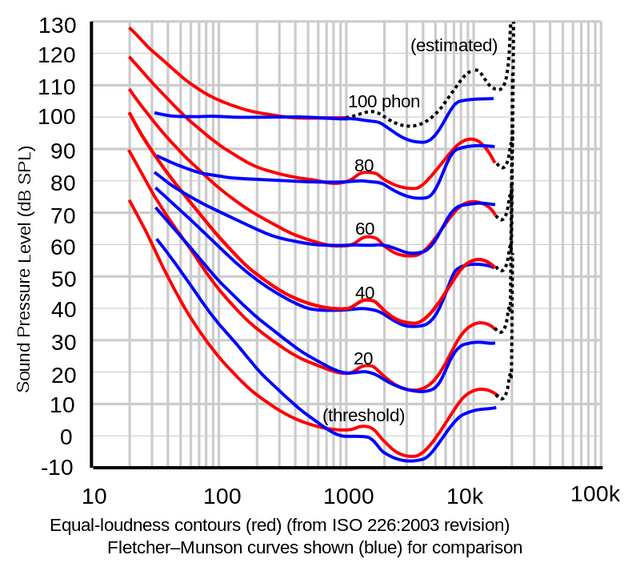 130
120
110
100
90
80
70
60
50
40
30
20
10
0
-10
Sound Pressure Level (dB SPL)
(estimated)
100 phon
80
60
40
20
(threshold)
10 100 1000 10k 100k
Equal-loudness contours (red) (from ISO 226:2003 revision)
Fletcher–Munson curves shown (blue) for comparison